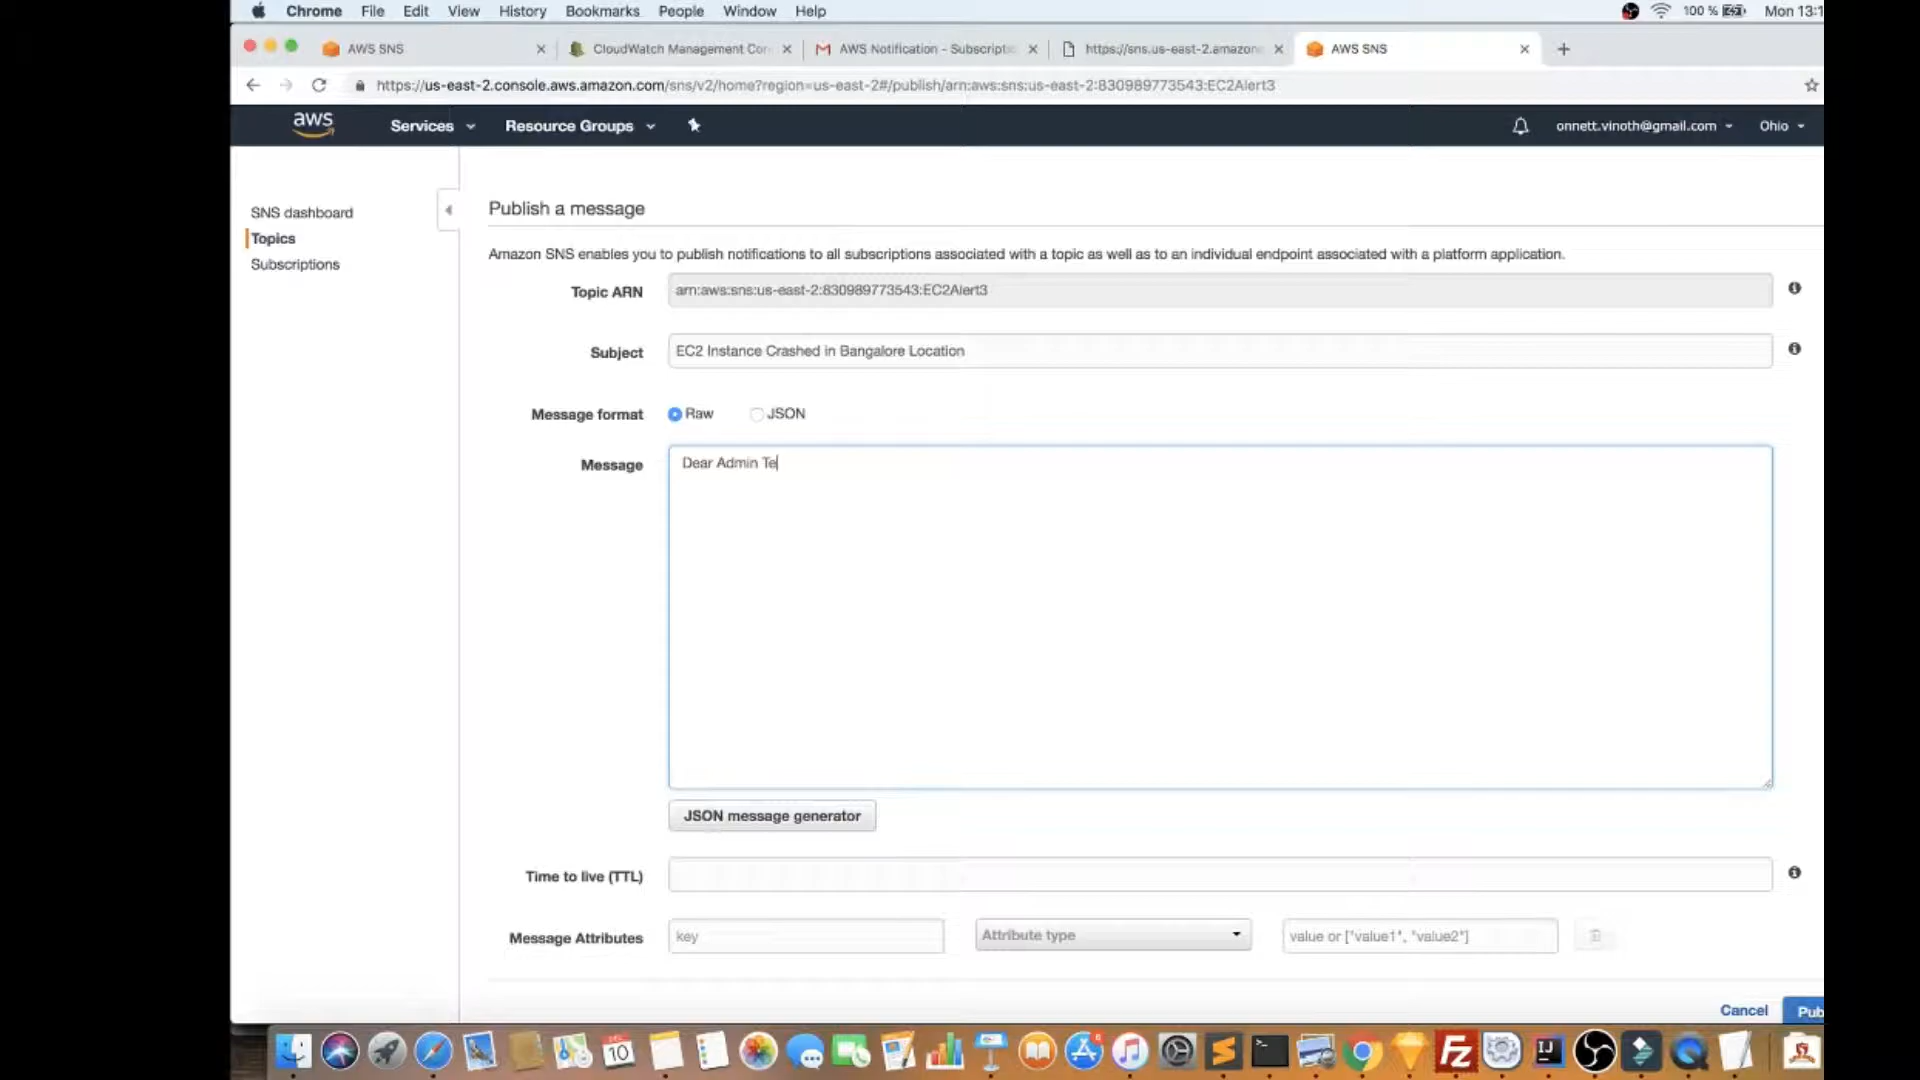 Chrome File Edit View History Bookmarks People Window Help 100 % Mon 13:1
AWS SNS CloudWatch Management Con AWS Notification - Subscripti https://sns.us-east-2.amazon AWS SNS
https://us-east-2.console.aws.amazon.com/sns/v2/home?region=us-east-2#/publish/arn:aws:sns:us-east-2:830989773543:EC2Alert3
aws Services Resource Groups onnett.vinoth@gmail.com Ohio
SNS dashboard
Topics
Subscriptions
Publish a message
Amazon SNS enables you to publish notifications to all subscriptions associated with a topic as well as to an individual endpoint associated with a platform application.
Topic ARN arn:aws:sns:us-east-2:830989773543:EC2Alert3
Subject EC2 Instance Crashed in Bangalore Location
Message format Raw JSON
Message Dear Admin Te
JSON message generator
Time to live (TTL)
Message Attributes key Attribute type value or ["value1", "value2"]
Cancel Pub
10 FZ IJ